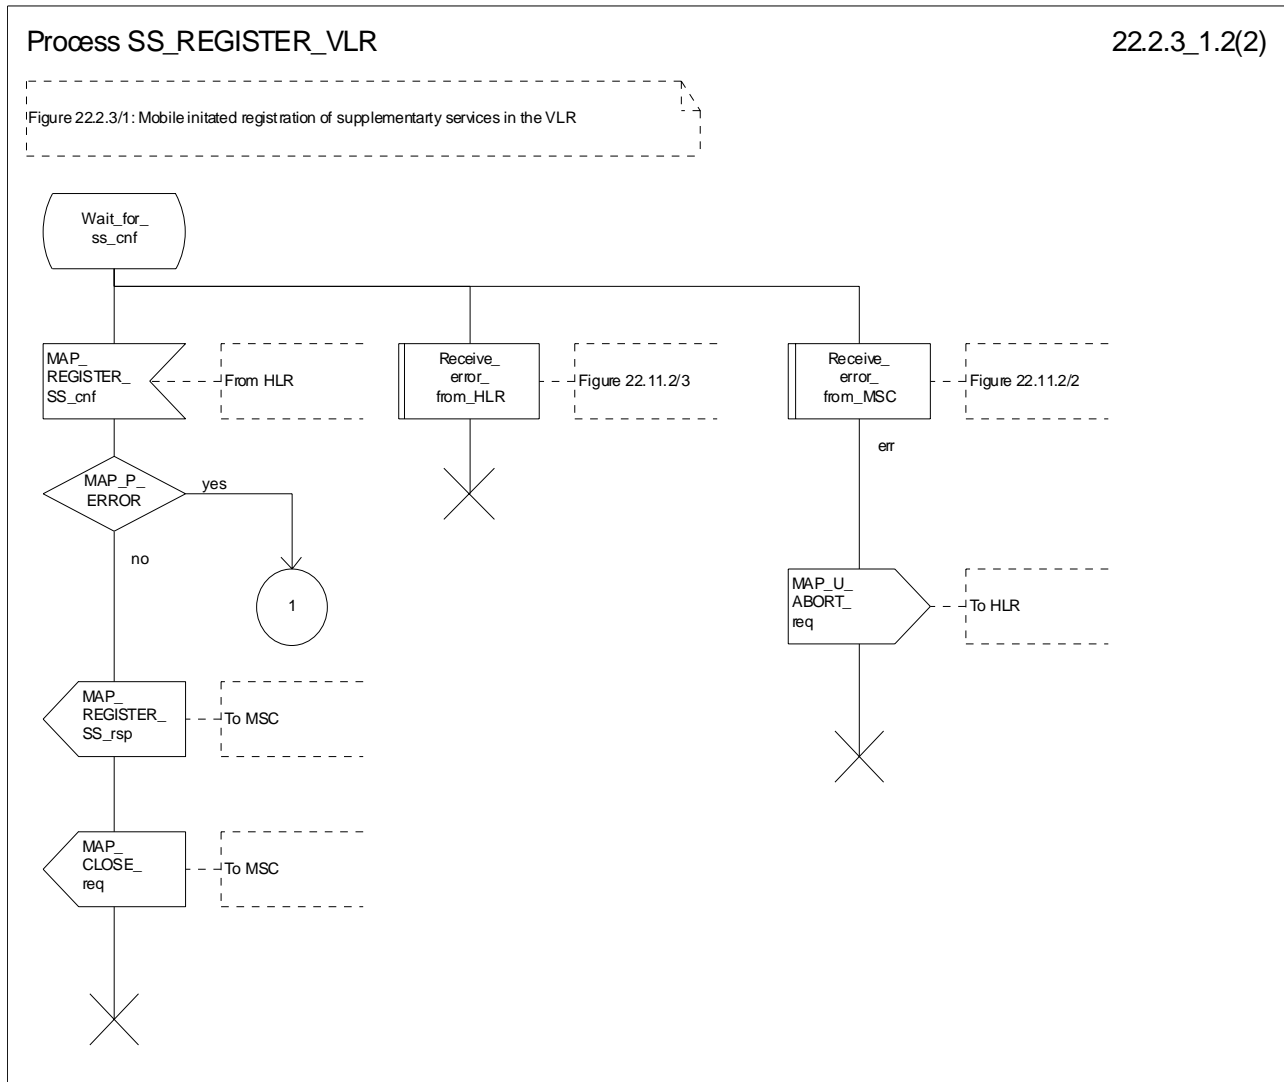 Process SS_REGISTER_VLR
22.2.3_1.2(2)
Figure 22.2.3/1: Mobile initated registration of supplementarty services in the VLR
Wait_for_
ss_cnf
MAP_
REGISTER_
SS_cnf
From HLR
Receive_
error_
from_HLR
Figure 22.11.2/3
Receive_
error_
from_MSC
Figure 22.11.2/2
err
MAP_P_
ERROR
yes
no
1
MAP_U_
ABORT_
req
To HLR
MAP_
REGISTER_
SS_rsp
To MSC
MAP_
CLOSE_
req
To MSC